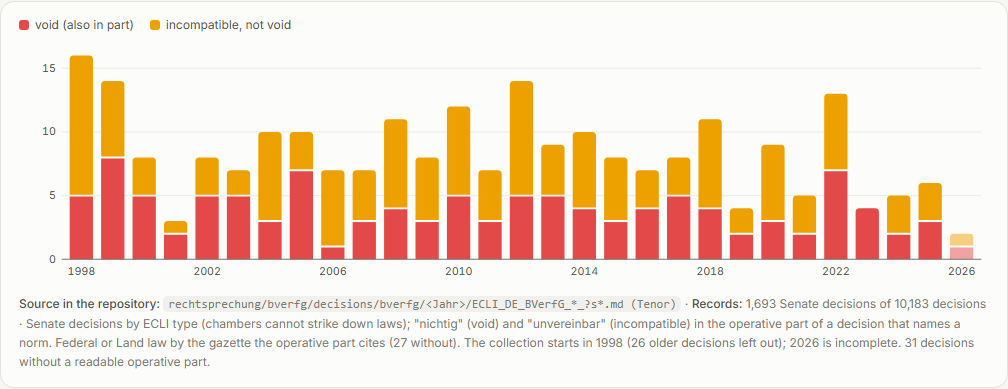 void (also in part) incompatible, not void
15
10
5
0
1998 2002 2006 2010 2014 2018 2022 2026
Source in the repository: rechtsprechung/bverfg/decisions/bverfg/<Jahr>/ECLI_DE_BVerfG_*_?s*.md (Tenor) · Records: 1,693 Senate decisions of 10,183 decisions
· Senate decisions by ECLI type (chambers cannot strike down laws); "nichtig" (void) and "unvereinbar" (incompatible) in the operative part of a decision that names a
norm. Federal or Land law by the gazette the operative part cites (27 without). The collection starts in 1998 (26 older decisions left out); 2026 is incomplete. 31 decisions
without a readable operative part.